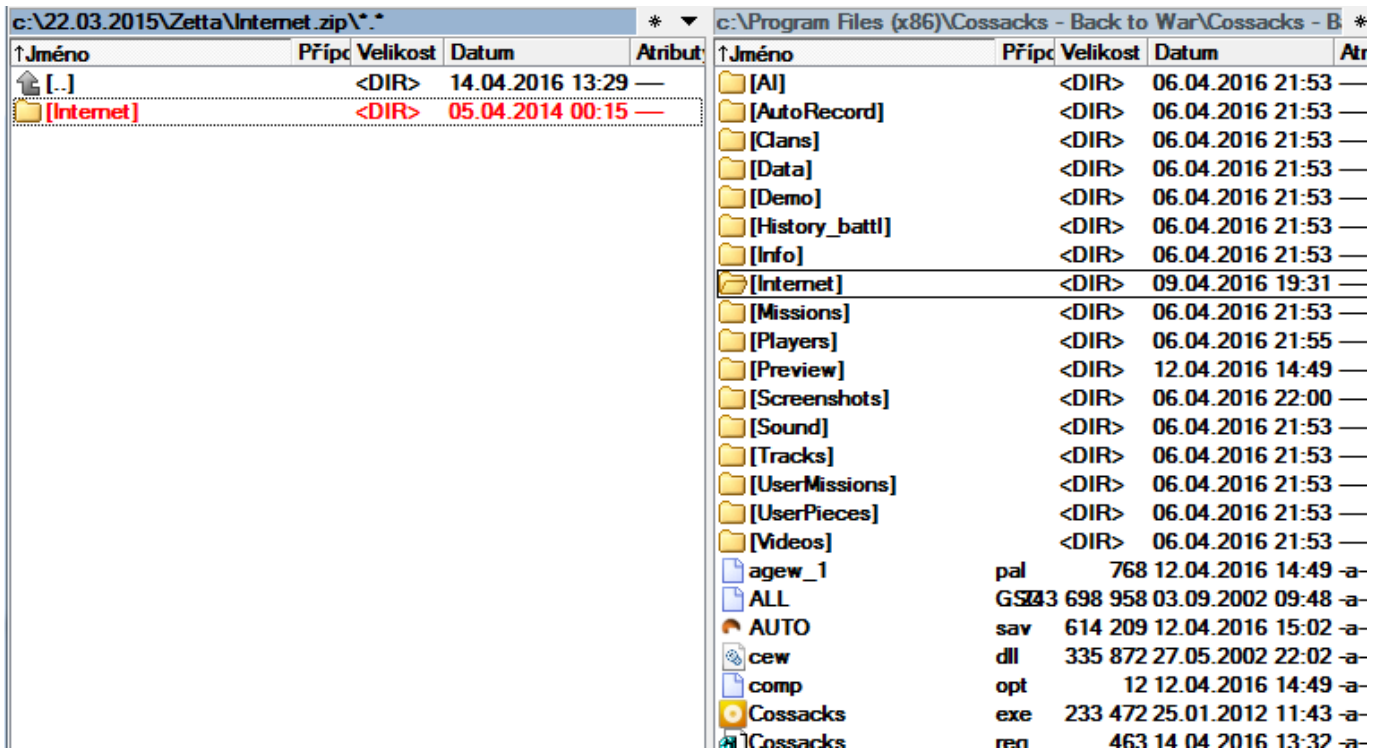 c:\22.03.2015\Zetta\Internet.zip\*.* * ▼
↑Jméno Přípo Velikost Datum Atributy
[..] <DIR> 14.04.2016 13:29 ----
[Internet] <DIR> 05.04.2014 00:15 ----
c:\Program Files (x86)\Cossacks - Back to War\Cossacks - B *
↑Jméno Přípo Velikost Datum Atr
[AI] <DIR> 06.04.2016 21:53 ----
[AutoRecord] <DIR> 06.04.2016 21:53 ----
[Clans] <DIR> 06.04.2016 21:53 ----
[Data] <DIR> 06.04.2016 21:53 ----
[Demo] <DIR> 06.04.2016 21:53 ----
[History_battl] <DIR> 06.04.2016 21:53 ----
[Info] <DIR> 06.04.2016 21:53 ----
[Internet] <DIR> 09.04.2016 19:31 ----
[Missions] <DIR> 06.04.2016 21:53 ----
[Players] <DIR> 06.04.2016 21:55 ----
[Preview] <DIR> 12.04.2016 14:49 ----
[Screenshots] <DIR> 06.04.2016 22:00 ----
[Sound] <DIR> 06.04.2016 21:53 ----
[Tracks] <DIR> 06.04.2016 21:53 ----
[UserMissions] <DIR> 06.04.2016 21:53 ----
[UserPieces] <DIR> 06.04.2016 21:53 ----
[Videos] <DIR> 06.04.2016 21:53 ----
agew_1 pal 768 12.04.2016 14:49 -a-
ALL 698 958 03.09.2002 09:48 -a-
AUTO sav 614 209 12.04.2016 15:02 -a-
cew dll 335 872 27.05.2002 22:02 -a-
comp opt 12 12.04.2016 14:49 -a-
Cossacks exe 233 472 25.01.2012 11:43 -a-
Cossacks reg 463 14.04.2016 13:32 -a-